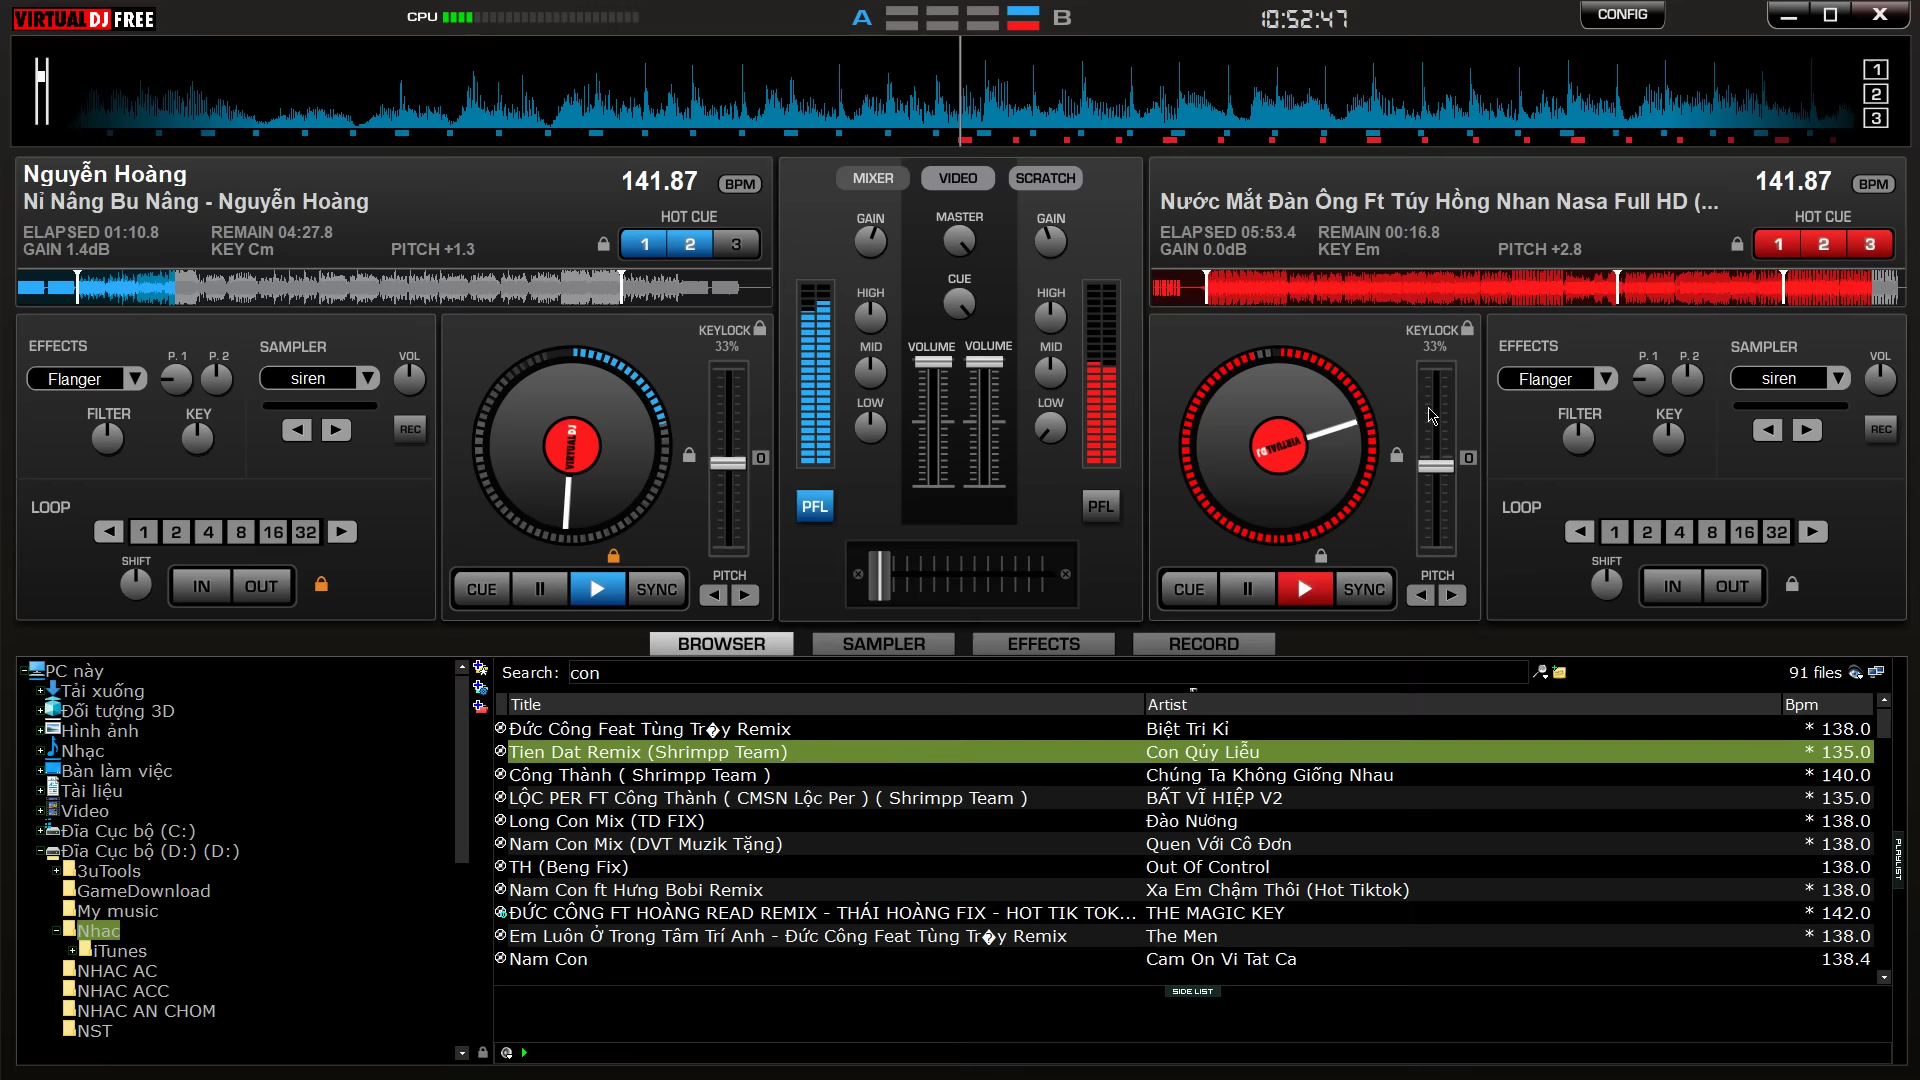 VIRTUAL DJ FREE
CPU
A B
10:52:47
CONFIG
1
2
3
Nguyễn Hoàng
Nỉ Nâng Bu Nâng - Nguyễn Hoàng
141.87 BPM
HOT CUE
ELAPSED 01:10.8 REMAIN 04:27.8
GAIN 1.4dB KEY Cm PITCH +1.3
1 2 3
MIXER VIDEO SCRATCH
GAIN MASTER GAIN
CUE
HIGH HIGH
MID MID
VOLUME VOLUME
LOW LOW
PFL PFL
Nước Mắt Đàn Ông Ft Túy Hồng Nhan Nasa Full HD (...
141.87 BPM
HOT CUE
ELAPSED 05:53.4 REMAIN 00:16.8
GAIN 0.0dB KEY Em PITCH +2.8
1 2 3
EFFECTS P. 1 P. 2 SAMPLER VOL
Flanger siren
FILTER KEY REC
LOOP
1 2 4 8 16 32
SHIFT
IN OUT
KEYLOCK
33%
VIRTUALDJ
0
CUE SYNC
PITCH
KEYLOCK
33%
VIRTUALDJ
0
CUE SYNC
PITCH
EFFECTS P. 1 P. 2 SAMPLER VOL
Flanger siren
FILTER KEY REC
LOOP
1 2 4 8 16 32
SHIFT
IN OUT
BROWSER SAMPLER EFFECTS RECORD
PC này
Tải xuống
Đối tượng 3D
Hình ảnh
Nhạc
Bàn làm việc
Tài liệu
Video
Đĩa Cục bộ (C:)
Đĩa Cục bộ (D:) (D:)
3uTools
GameDownload
My music
Nhac
iTunes
NHAC AC
NHAC ACC
NHAC AN CHOM
NST
Search: con 91 files
Title Artist Bpm
Đức Công Feat Tùng Tr�y Remix Biệt Tri Kỉ * 138.0
Tien Dat Remix (Shrimpp Team) Con Qủy Liễu * 135.0
Công Thành ( Shrimpp Team ) Chúng Ta Không Giống Nhau * 140.0
LỘC PER FT Công Thành ( CMSN Lộc Per ) ( Shrimpp Team ) BẤT VĨ HIỆP V2 * 135.0
Long Con Mix (TD FIX) Đào Nương * 138.0
Nam Con Mix (DVT Muzik Tặng) Quen Với Cô Đơn * 138.0
TH (Beng Fix) Out Of Control 138.0
Nam Con ft Hưng Bobi Remix Xa Em Chậm Thôi (Hot Tiktok) * 138.0
ĐỨC CÔNG FT HOÀNG READ REMIX - THÁI HOÀNG FIX - HOT TIK TOK... THE MAGIC KEY * 142.0
Em Luôn Ở Trong Tâm Trí Anh - Đức Công Feat Tùng Tr�y Remix The Men * 138.0
Nam Con Cam On Vi Tat Ca 138.4
SIDE LIST
PLAYLIST